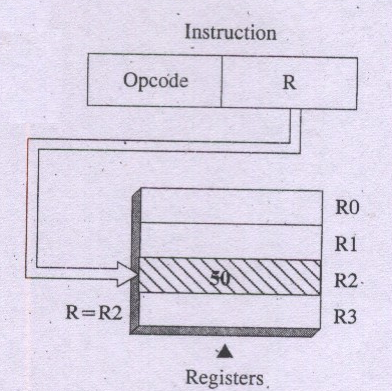 Instruction
Opcode R
R0
R1
50 R2
R=R2 R3
Registers